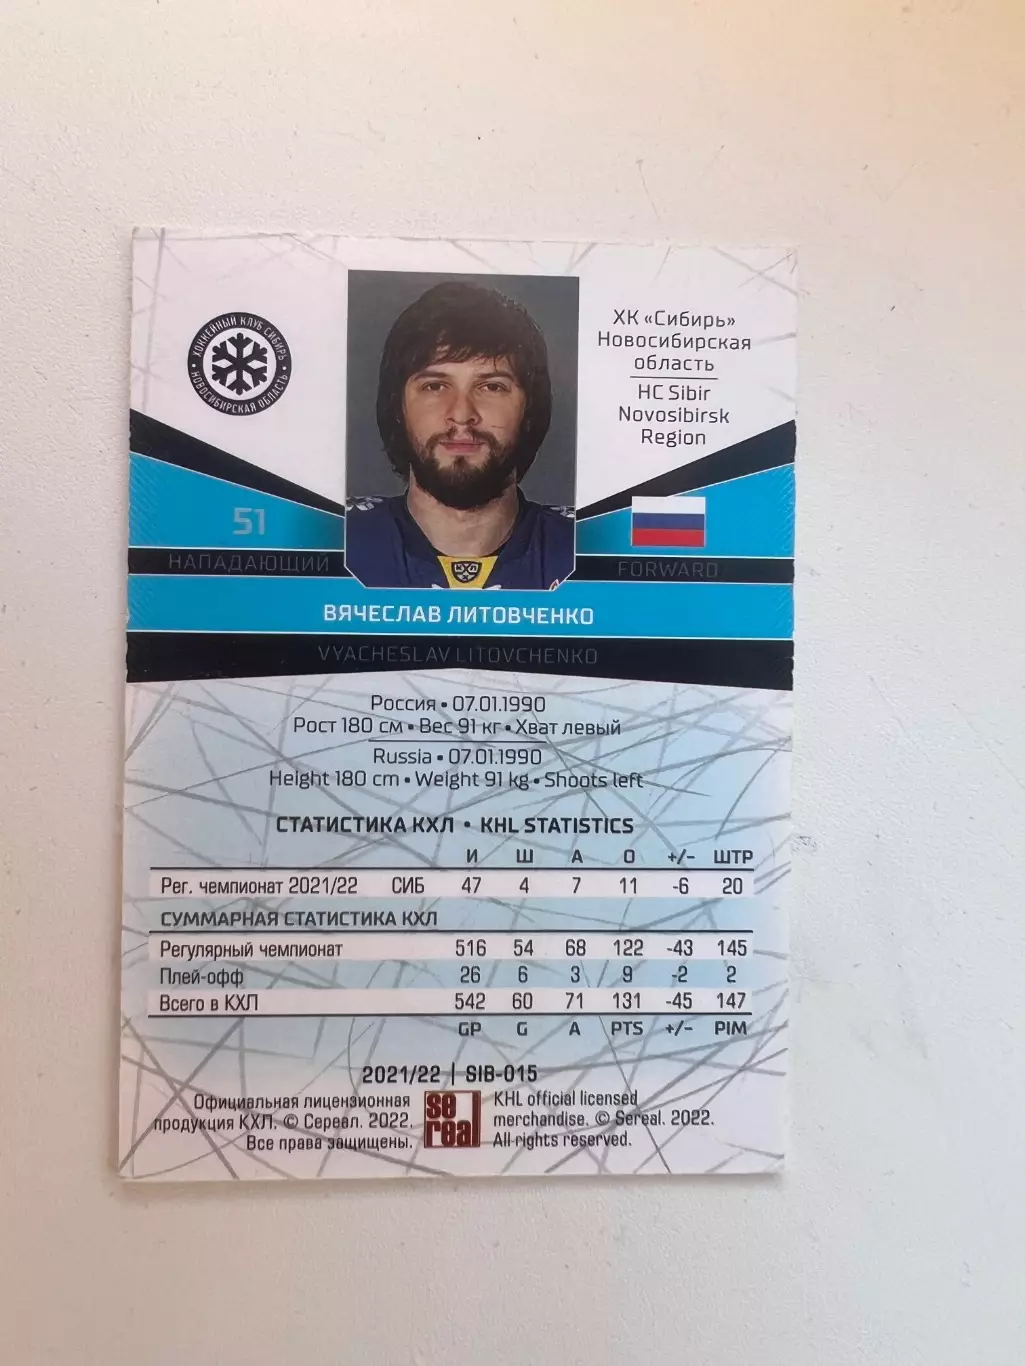 ХОККЕЙНЫЙ КЛУБ СИБИРЬ
• НОВОСИБИРСКАЯ ОБЛАСТЬ •
ХК «Сибирь»
Новосибирская
область
HC Sibir
Novosibirsk
Region
51
НАПАДАЮЩИЙ
FORWARD
КХЛ
ВЯЧЕСЛАВ ЛИТОВЧЕНКО
VYACHESLAV LITOVCHENKO
Россия • 07.01.1990
Рост 180 см • Вес 91 кг • Хват левый
Russia • 07.01.1990
Height 180 cm • Weight 91 kg • Shoots left
СТАТИСТИКА КХЛ • KHL STATISTICS
И Ш А О +/- ШТР
Рег. чемпионат 2021/22 СИБ 47 4 7 11 -6 20
СУММАРНАЯ СТАТИСТИКА КХЛ
Регулярный чемпионат 516 54 68 122 -43 145
Плей-офф 26 6 3 9 -2 2
Всего в КХЛ 542 60 71 131 -45 147
GP G A PTS +/- PIM
2021/22 | SIB-015
Официальная лицензионная
продукция КХЛ. © Сереал. 2022.
Все права защищены.
se
real
KHL official licensed
merchandise. © Sereal. 2022.
All rights reserved.